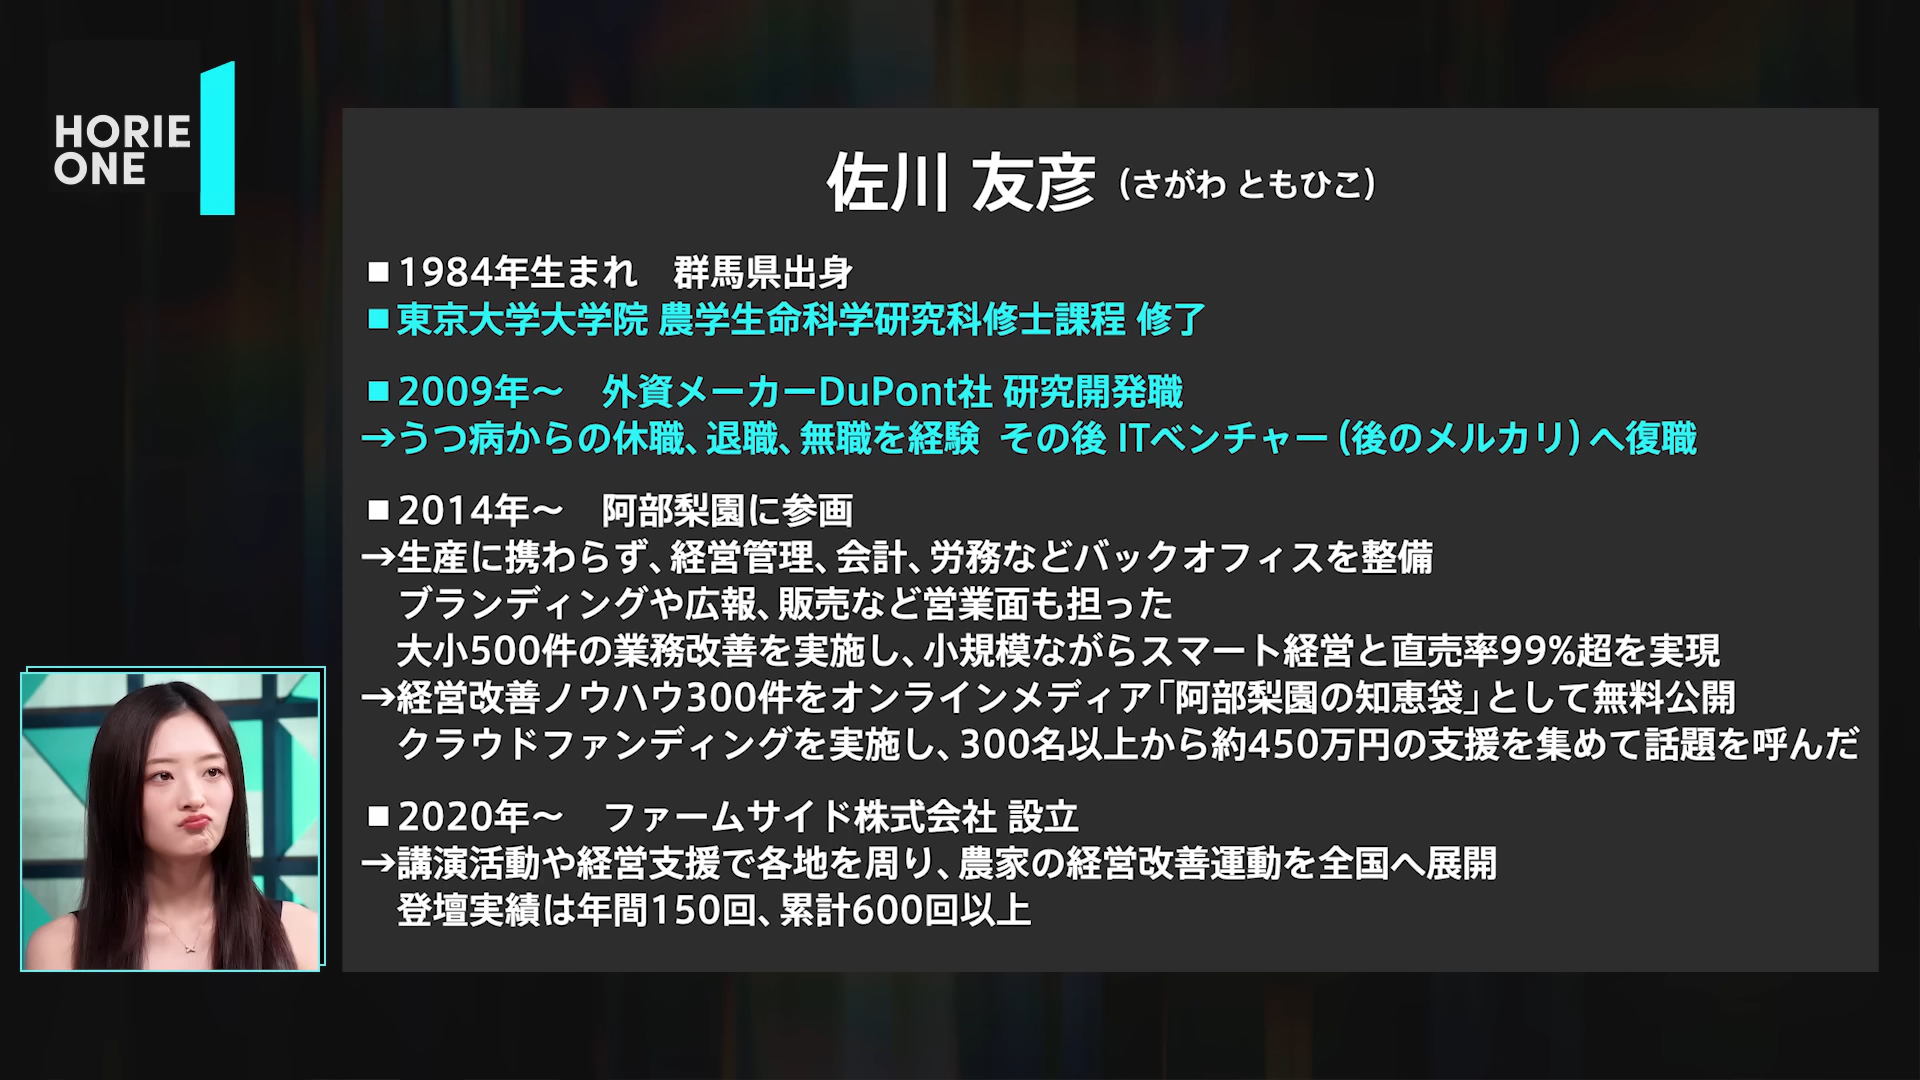 HORIE
ONE
佐川 友彦 (さがわ ともひこ)
■1984年生まれ　群馬県出身
■東京大学大学院 農学生命科学研究科修士課程 修了
■2009年〜　外資メーカーDuPont社 研究開発職
→うつ病からの休職、退職、無職を経験 その後 ITベンチャー(後のメルカリ)へ復職
■2014年〜　阿部梨園に参画
→生産に携わらず、経営管理、会計、労務などバックオフィスを整備
ブランディングや広報、販売など営業面も担った
大小500件の業務改善を実施し、小規模ながらスマート経営と直売率99%超を実現
→経営改善ノウハウ300件をオンラインメディア「阿部梨園の知恵袋」として無料公開
クラウドファンディングを実施し、300名以上から約450万円の支援を集めて話題を呼んだ
■2020年〜　ファームサイド株式会社 設立
→講演活動や経営支援で各地を周り、農家の経営改善運動を全国へ展開
登壇実績は年間150回、累計600回以上